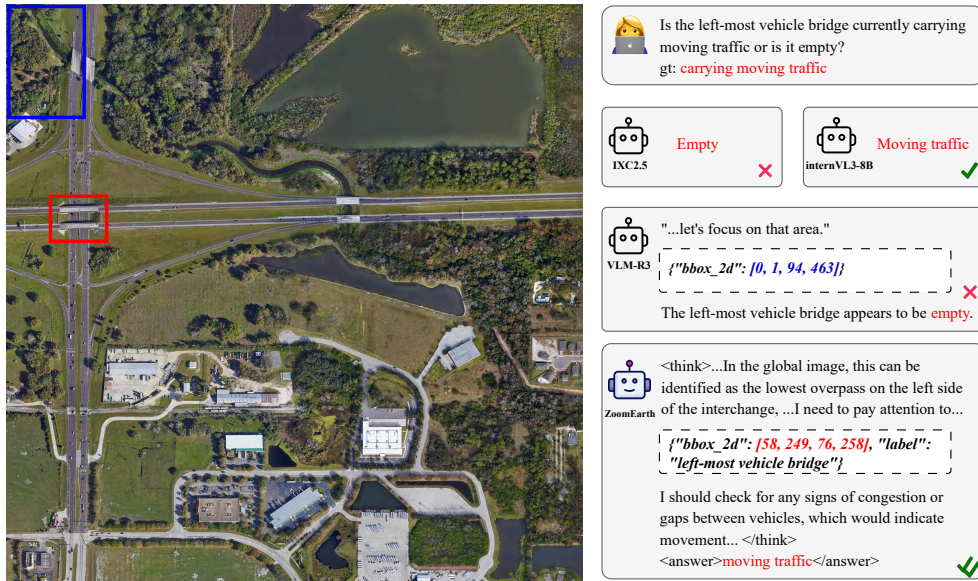 Is the left-most vehicle bridge currently carrying
moving traffic or is it empty?
gt: carrying moving traffic
IXC2.5
Empty
internVL3-8B
Moving traffic
VLM-R3
"...let's focus on that area."
{"bbox_2d": [0, 1, 94, 463]}
The left-most vehicle bridge appears to be empty.
ZoomEarth
<think>...In the global image, this can be
identified as the lowest overpass on the left side
of the interchange, ...I need to pay attention to...
{"bbox_2d": [58, 249, 76, 258], "label":
"left-most vehicle bridge"}
I should check for any signs of congestion or
gaps between vehicles, which would indicate
movement... </think>
<answer>moving traffic</answer>